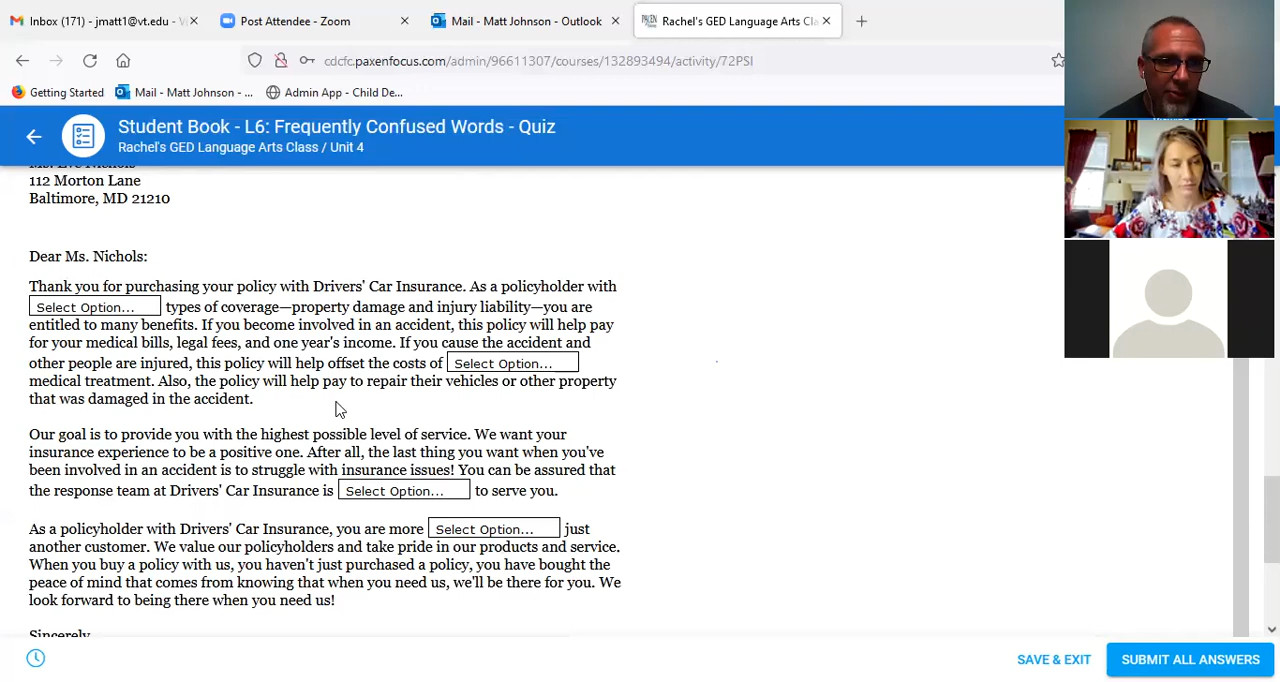 Inbox (171) - jmatt1@vt.edu -
Post Attendee - Zoom
Mail - Matt Johnson - Outlook
Rachel's GED Language Arts Cla
cdcfc.paxenfocus.com/admin/96611307/courses/132893494/activity/72PSI
Getting Started
Mail - Matt Johnson - ...
Admin App - Child De...
Student Book - L6: Frequently Confused Words - Quiz
Rachel's GED Language Arts Class / Unit 4
Ms. Eve Nichols
112 Morton Lane
Baltimore, MD 21210
Dear Ms. Nichols:
Thank you for purchasing your policy with Drivers' Car Insurance. As a policyholder with
Select Option... types of coverage—property damage and injury liability—you are
entitled to many benefits. If you become involved in an accident, this policy will help pay
for your medical bills, legal fees, and one year's income. If you cause the accident and
other people are injured, this policy will help offset the costs of Select Option...
medical treatment. Also, the policy will help pay to repair their vehicles or other property
that was damaged in the accident.
Our goal is to provide you with the highest possible level of service. We want your
insurance experience to be a positive one. After all, the last thing you want when you've
been involved in an accident is to struggle with insurance issues! You can be assured that
the response team at Drivers' Car Insurance is Select Option... to serve you.
As a policyholder with Drivers' Car Insurance, you are more Select Option... just
another customer. We value our policyholders and take pride in our products and service.
When you buy a policy with us, you haven't just purchased a policy, you have bought the
peace of mind that comes from knowing that when you need us, we'll be there for you. We
look forward to being there when you need us!
Sincerely
SAVE & EXIT
SUBMIT ALL ANSWERS